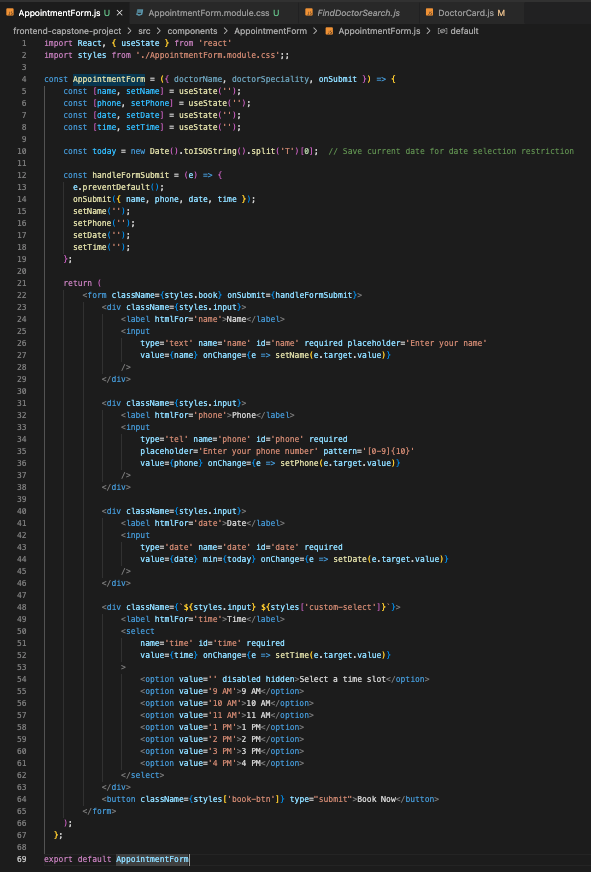 AppointmentForm.js U × AppointmentForm.module.css U FindDoctorSearch.js DoctorCard.js M
frontend-capstone-project > src > components > AppointmentForm > AppointmentForm.js > default
1 import React, { useState } from 'react'
2 import styles from './AppointmentForm.module.css';;
3
4 const AppointmentForm = ({ doctorName, doctorSpeciality, onSubmit }) => {
5 const [name, setName] = useState('');
6 const [phone, setPhone] = useState('');
7 const [date, setDate] = useState('');
8 const [time, setTime] = useState('');
9
10 const today = new Date().toISOString().split('T')[0]; // Save current date for date selection restriction
11
12 const handleFormSubmit = (e) => {
13 e.preventDefault();
14 onSubmit({ name, phone, date, time });
15 setName('');
16 setPhone('');
17 setDate('');
18 setTime('');
19 };
20
21 return (
22 <form className={styles.book} onSubmit={handleFormSubmit}>
23 <div className={styles.input}>
24 <label htmlFor='name'>Name</label>
25 <input
26 type='text' name='name' id='name' required placeholder='Enter your name'
27 value={name} onChange={e => setName(e.target.value)}
28 />
29 </div>
30
31 <div className={styles.input}>
32 <label htmlFor='phone'>Phone</label>
33 <input
34 type='tel' name='phone' id='phone' required
35 placeholder='Enter your phone number' pattern='[0-9]{10}'
36 value={phone} onChange={e => setPhone(e.target.value)}
37 />
38 </div>
39
40 <div className={styles.input}>
41 <label htmlFor='date'>Date</label>
42 <input
43 type='date' name='date' id='date' required
44 value={date} min={today} onChange={e => setDate(e.target.value)}
45 />
46 </div>
47
48 <div className={`${styles.input} ${styles['custom-select']}`}>
49 <label htmlFor='time'>Time</label>
50 <select
51 name='time' id='time' required
52 value={time} onChange={e => setTime(e.target.value)}
53 >
54 <option value='' disabled hidden>Select a time slot</option>
55 <option value='9 AM'>9 AM</option>
56 <option value='10 AM'>10 AM</option>
57 <option value='11 AM'>11 AM</option>
58 <option value='1 PM'>1 PM</option>
59 <option value='2 PM'>2 PM</option>
60 <option value='3 PM'>3 PM</option>
61 <option value='4 PM'>4 PM</option>
62 </select>
63 </div>
64 <button className={styles['book-btn']} type="submit">Book Now</button>
65 </form>
66 );
67 };
68
69 export default AppointmentForm